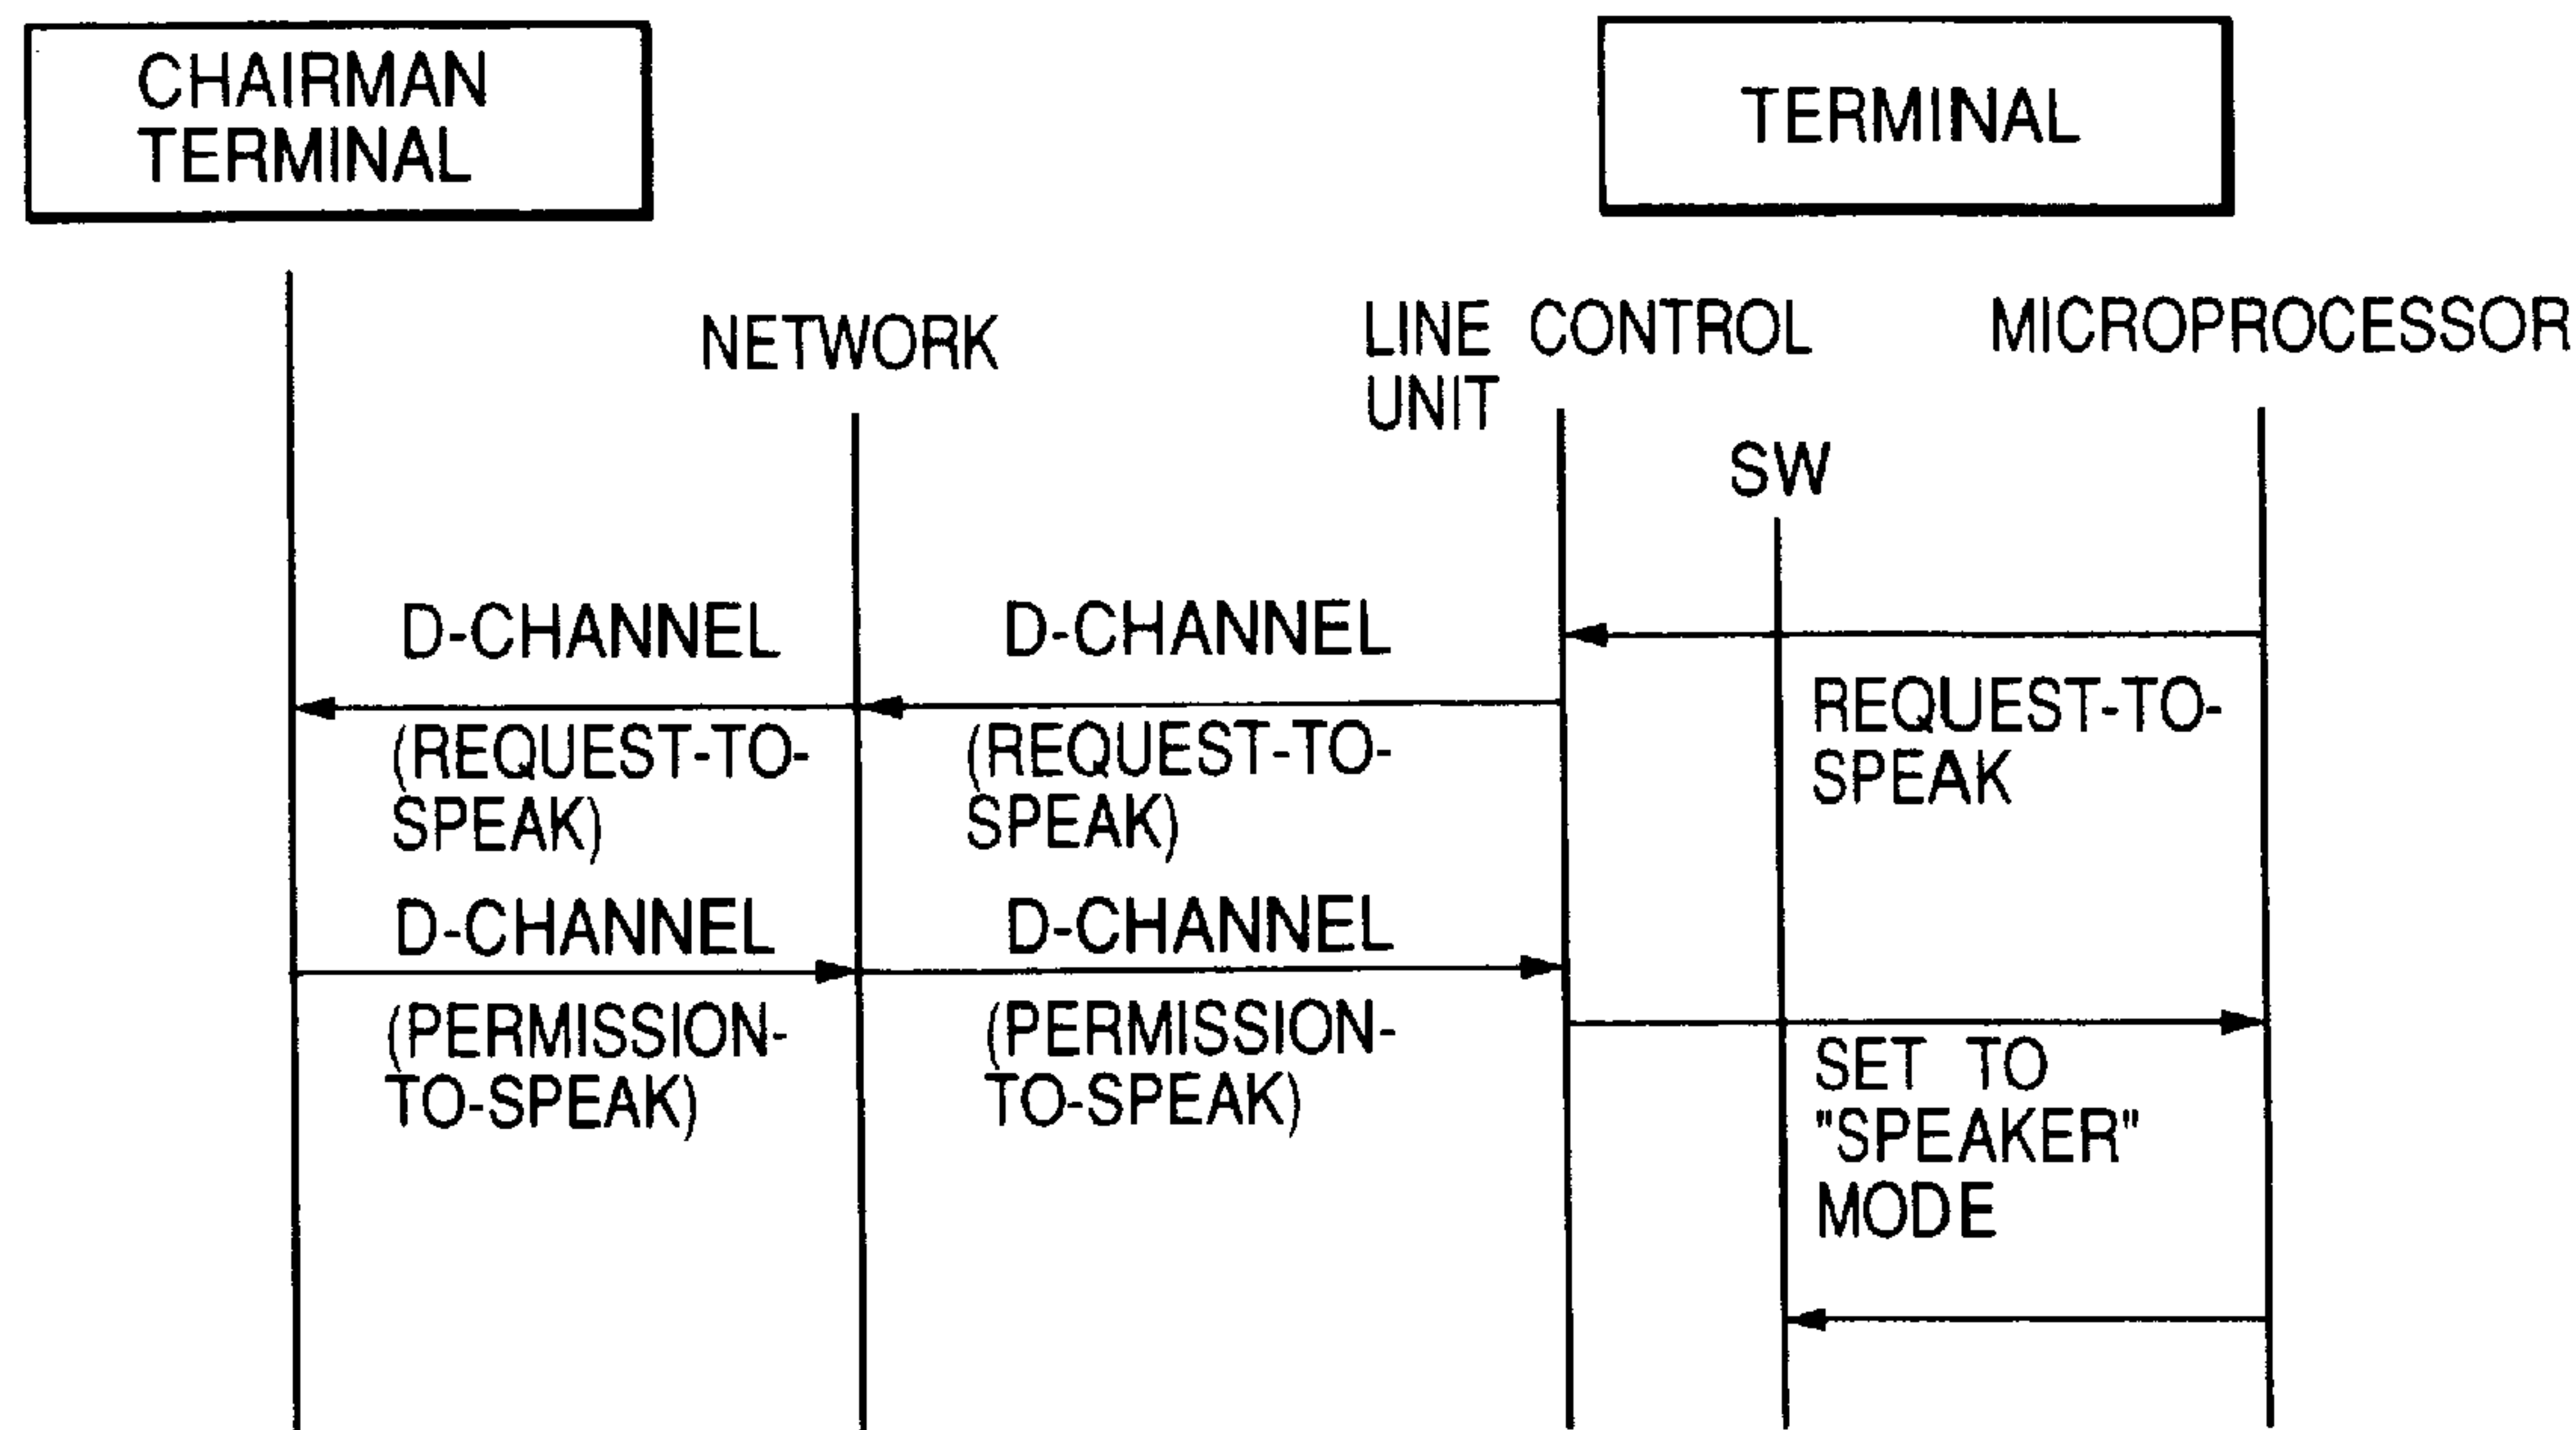 CHAIRMAN
TERMINAL
TERMINAL
NETWORK
LINE CONTROL
UNIT
MICROPROCESSOR
SW
D-CHANNEL
D-CHANNEL
(REQUEST-TO-
SPEAK)
(REQUEST-TO-
SPEAK)
REQUEST-TO-
SPEAK
D-CHANNEL
D-CHANNEL
(PERMISSION-
TO-SPEAK)
(PERMISSION-
TO-SPEAK)
SET TO
"SPEAKER"
MODE